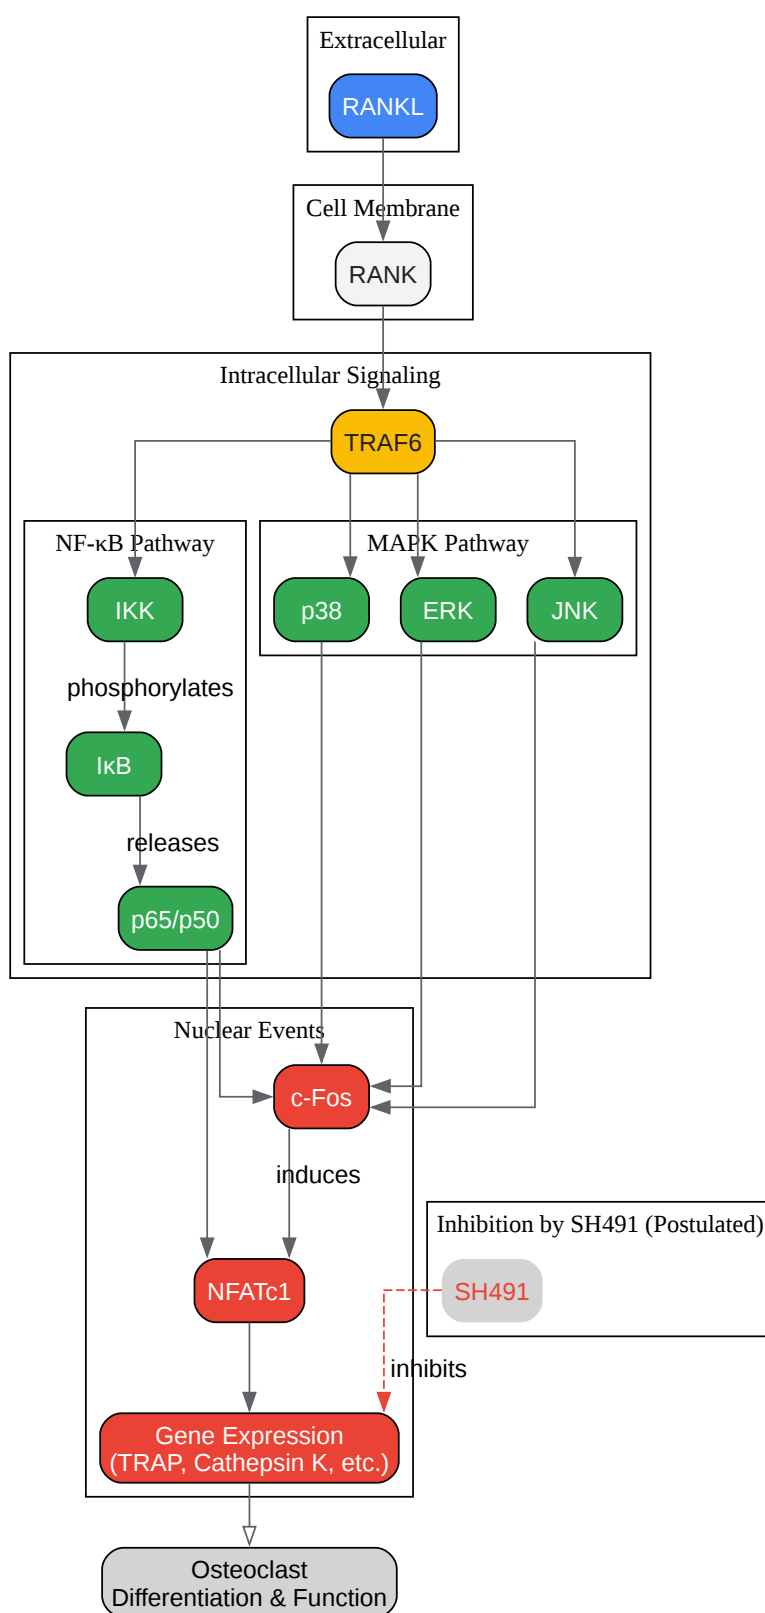 Extracellular
RANKL
Cell Membrane
RANK
Intracellular Signaling
TRAF6
NF-κB Pathway
MAPK Pathway
IKK
p38
ERK
JNK
phosphorylates
IκB
releases
p65/p50
Nuclear Events
c-Fos
induces
Inhibition by SH491 (Postulated)
NFATc1
SH491
inhibits
Gene Expression
(TRAP, Cathepsin K, etc.)
Osteoclast
Differentiation & Function